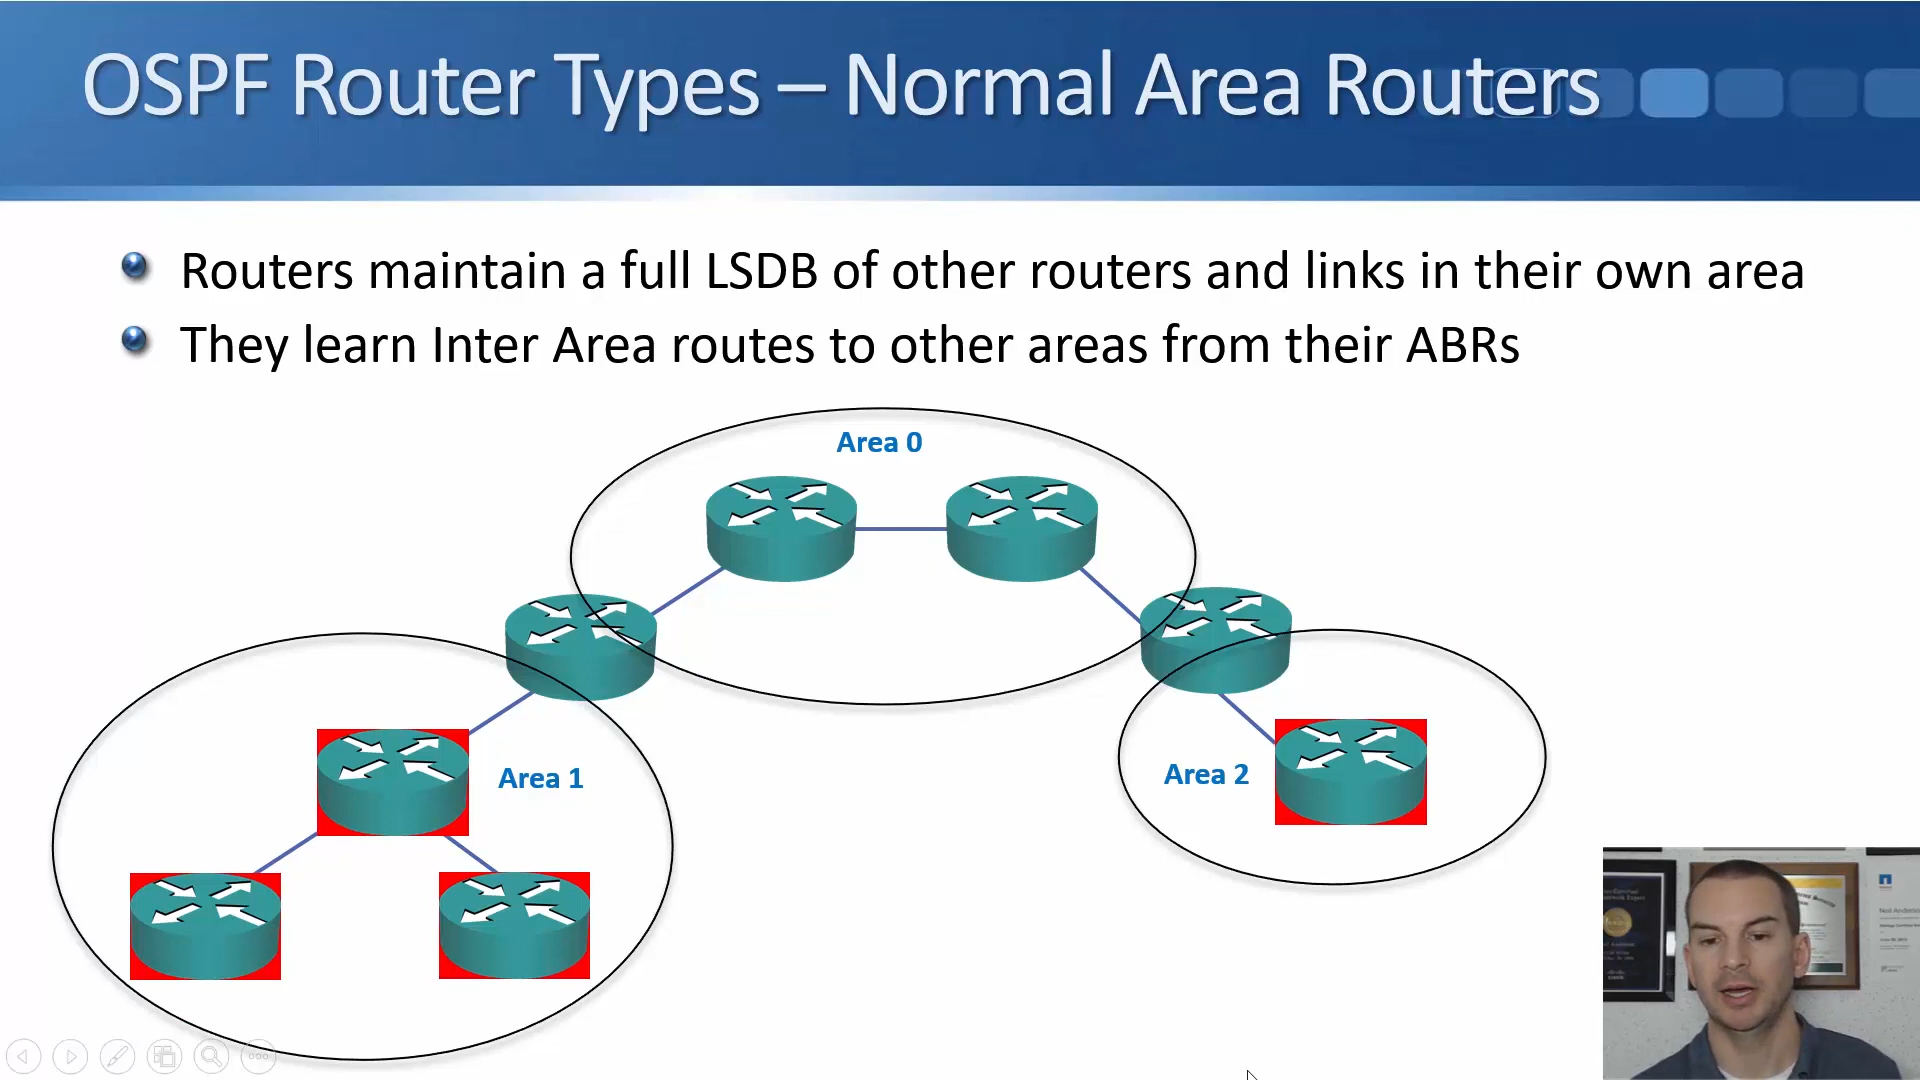 OSPF Router Types – Normal Area Routers
Routers maintain a full LSDB of other routers and links in their own area
They learn Inter Area routes to other areas from their ABRs
Area 0
Area 1
Area 2